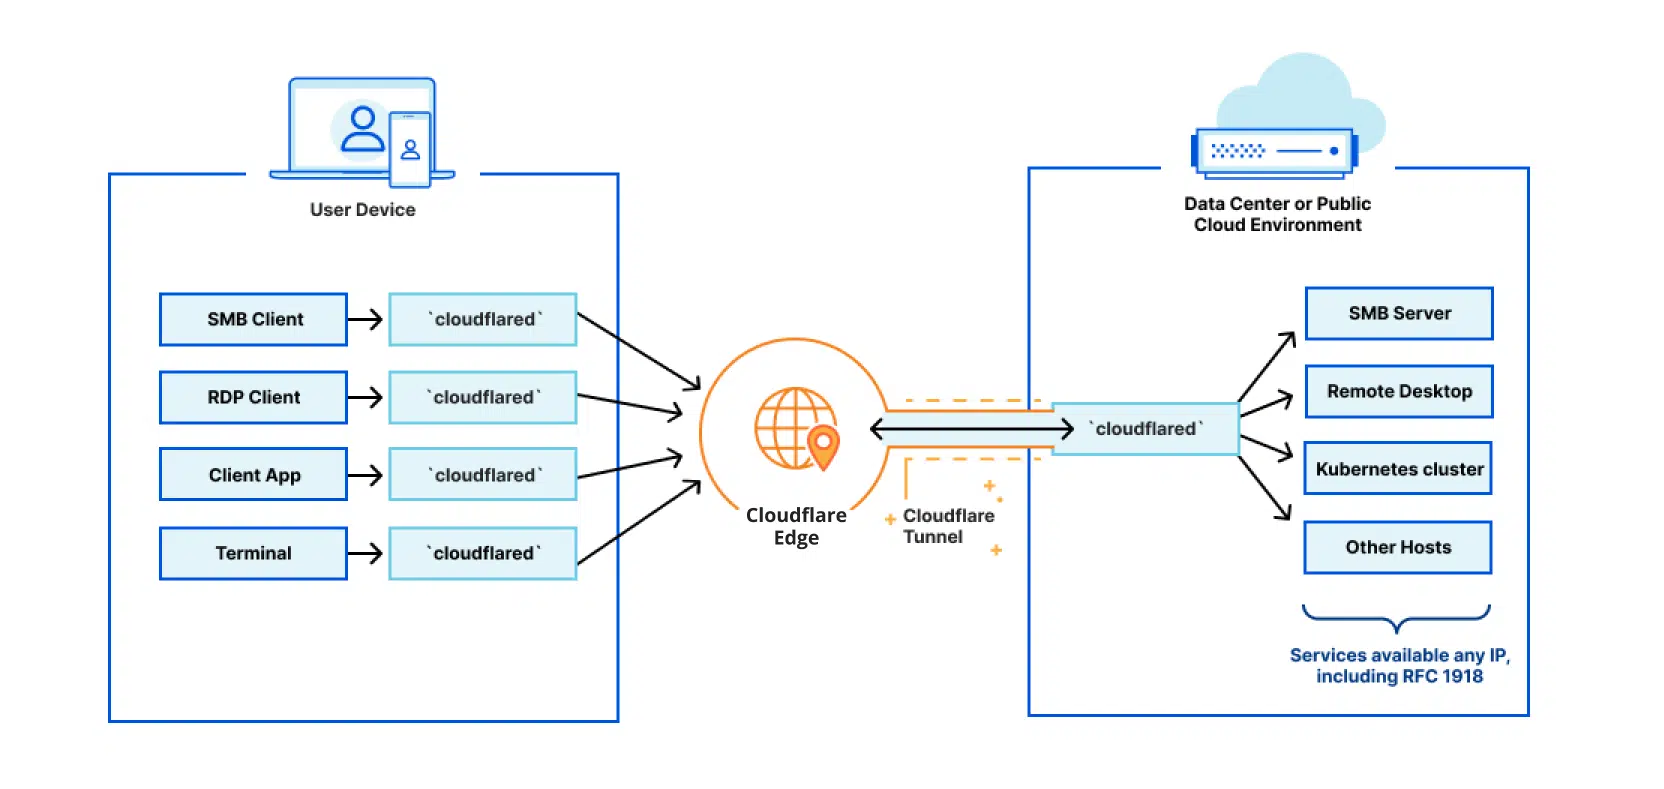 User Device
SMB Client
`cloudflared`
RDP Client
`cloudflared`
Client App
`cloudflared`
Terminal
`cloudflared`
Cloudflare
Edge
Cloudflare
Tunnel
Data Center or Public
Cloud Environment
`cloudflared`
SMB Server
Remote Desktop
Kubernetes cluster
Other Hosts
Services available any IP,
including RFC 1918